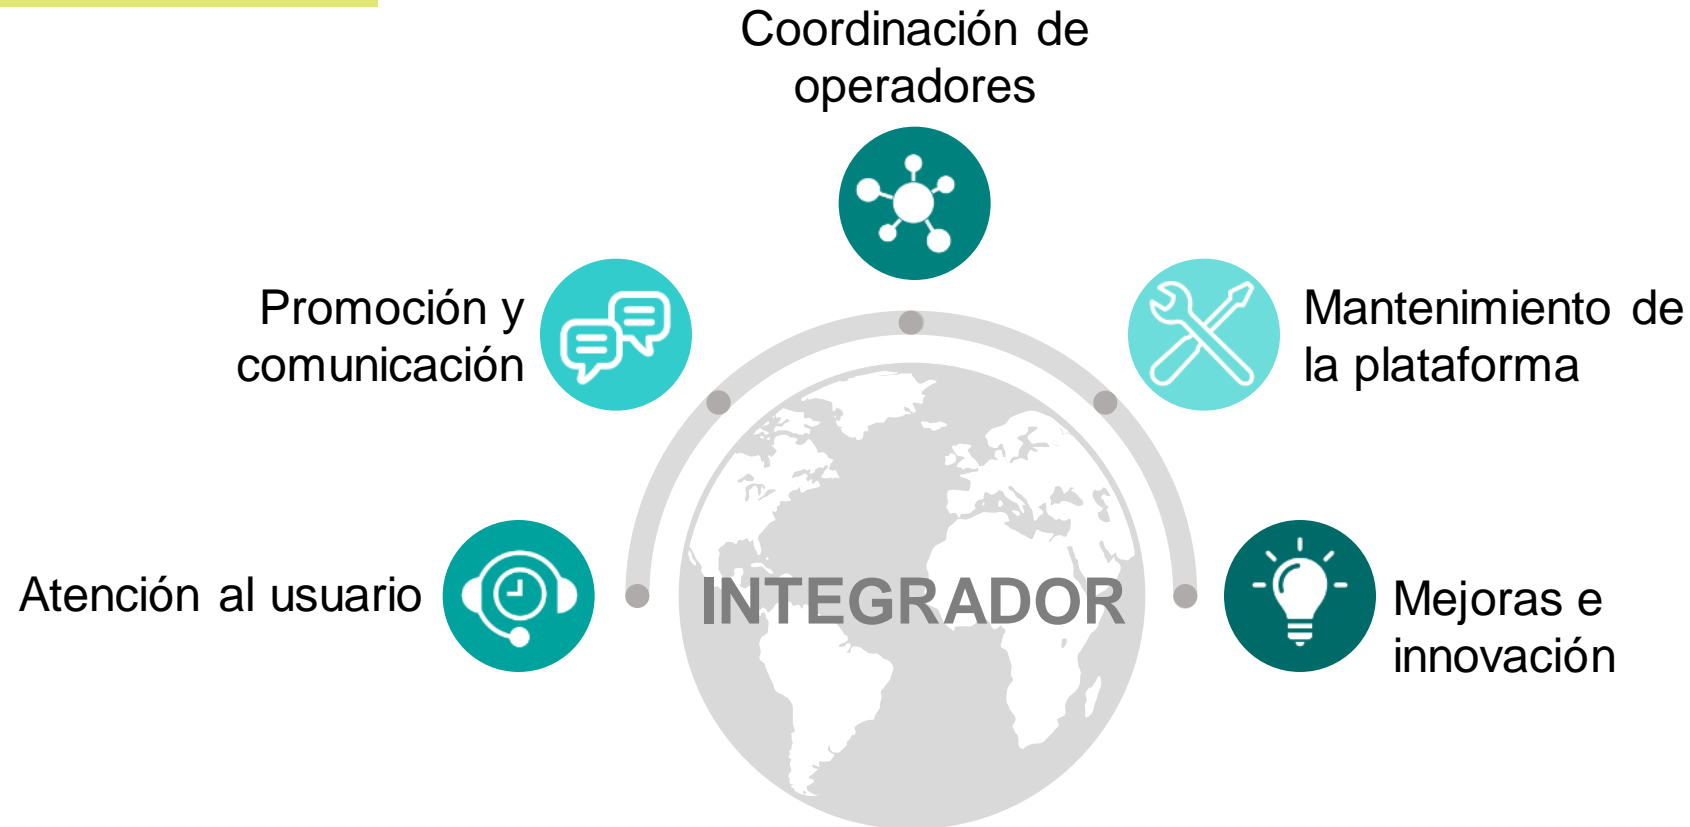 Coordinación de
operadores
Promoción y
comunicación
Mantenimiento de
la plataforma
Atención al usuario
INTEGRADOR
Mejoras e
innovación